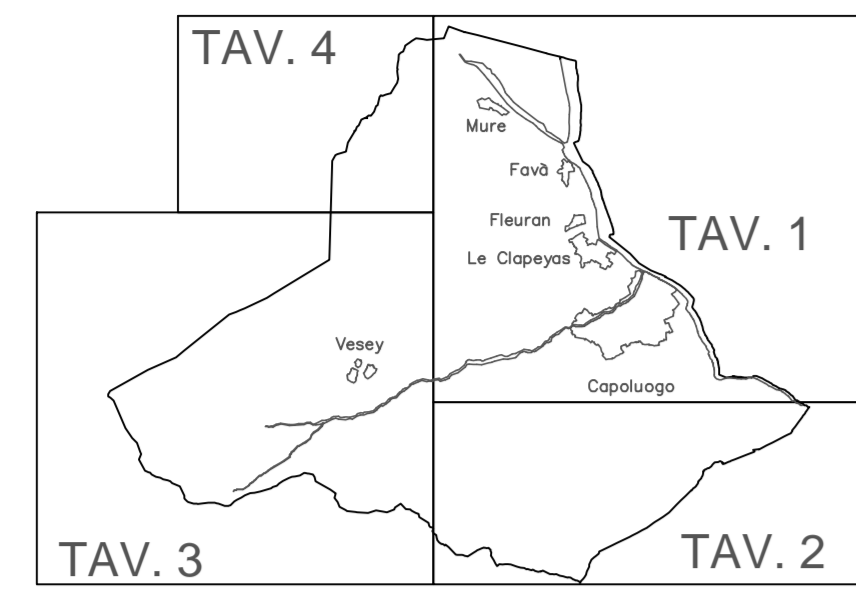 TAV. 4
Mure
Favà
Fleuran
TAV. 1
Le Clapeyas
Vesey
Capoluogo
TAV. 3
TAV. 2